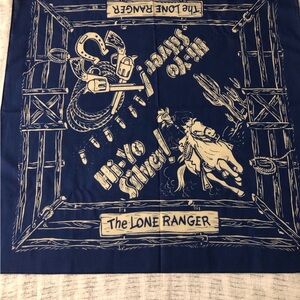 The LONE RANGER
Hi-Yo
Silver!
Hi-Yo
Silver!
The LONE RANGER